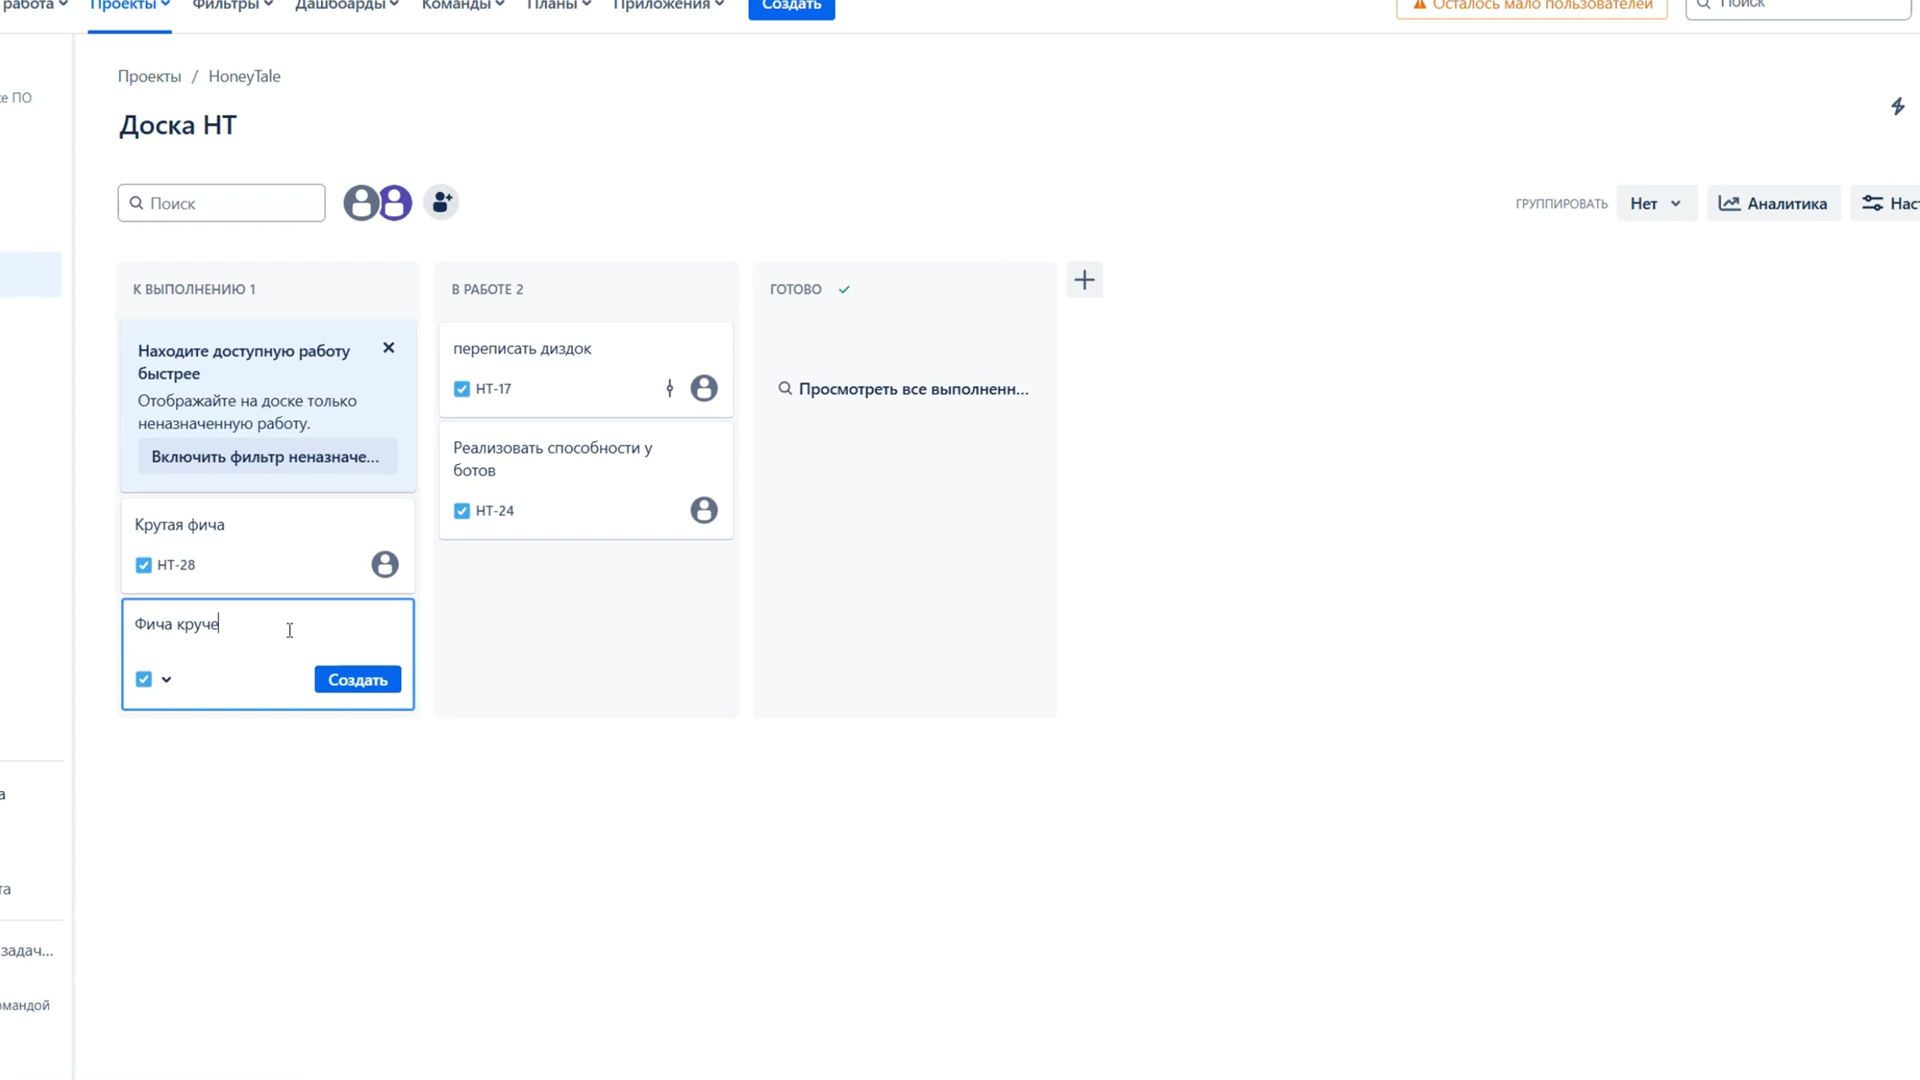 работа
Проекты
Фильтры
Дашборды
Команды
Планы
Приложения
Создать
Осталось мало пользователей
Поиск
Проекты / HoneyTale
е ПО
Доска HT
Поиск
ГРУППИРОВАТЬ
Нет
Аналитика
Наст
К ВЫПОЛНЕНИЮ 1
Находите доступную работу
быстрее
Отображайте на доске только
неназначенную работу.
Включить фильтр неназначе...
Крутая фича
HT-28
Фича круче
Создать
В РАБОТЕ 2
переписать диздок
HT-17
Реализовать способности у
ботов
HT-24
ГОТОВО
Просмотреть все выполненн...
а
та
задач...
омандой